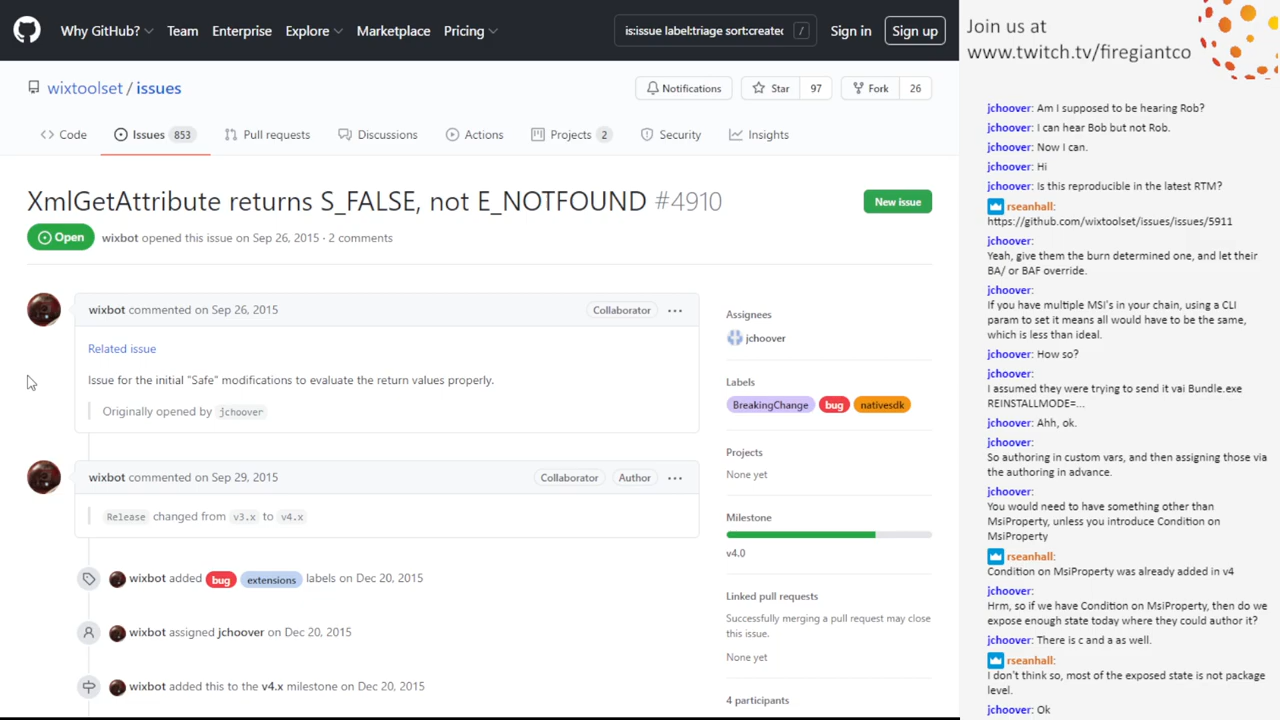 Why GitHub? Team Enterprise Explore Marketplace Pricing is:issue label:triage sort:created / Sign in Sign up
wixtoolset / issues Notifications Star 97 Fork 26
Code Issues 853 Pull requests Discussions Actions Projects 2 Security Insights
XmlGetAttribute returns S_FALSE, not E_NOTFOUND #4910 New issue
Open wixbot opened this issue on Sep 26, 2015 · 2 comments
wixbot commented on Sep 26, 2015 Collaborator ...
Related issue
Issue for the initial "Safe" modifications to evaluate the return values properly.
Originally opened by jchoover
wixbot commented on Sep 29, 2015 Collaborator Author ...
Release changed from v3.x to v4.x
wixbot added bug extensions labels on Dec 20, 2015
wixbot assigned jchoover on Dec 20, 2015
wixbot added this to the v4.x milestone on Dec 20, 2015
Assignees
jchoover
Labels
BreakingChange bug nativesdk
Projects
None yet
Milestone
v4.0
Linked pull requests
Successfully merging a pull request may close
this issue.
None yet
4 participants
Join us at
www.twitch.tv/firegiantco
jchoover: Am I supposed to be hearing Rob?
jchoover: I can hear Bob but not Rob.
jchoover: Now I can.
jchoover: Hi
jchoover: Is this reproducible in the latest RTM?
rseanhall:
https://github.com/wixtoolset/issues/issues/5911
jchoover:
Yeah, give them the burn determined one, and let their
BA/ or BAF override.
jchoover:
If you have multiple MSI's in your chain, using a CLI
param to set it means all would have to be the same,
which is less than ideal.
jchoover: How so?
jchoover:
I assumed they were trying to send it vai Bundle.exe
REINSTALLMODE=...
jchoover: Ahh, ok.
jchoover:
So authoring in custom vars, and then assigning those via
the authoring in advance.
jchoover:
You would need to have something other than
MsiProperty, unless you introduce Condition on
MsiProperty
rseanhall:
Condition on MsiProperty was already added in v4
jchoover:
Hrm, so if we have Condition on MsiProperty, then do we
expose enough state today where they could author it?
jchoover: There is c and a as well.
rseanhall:
I don't think so, most of the exposed state is not package
level.
jchoover: Ok